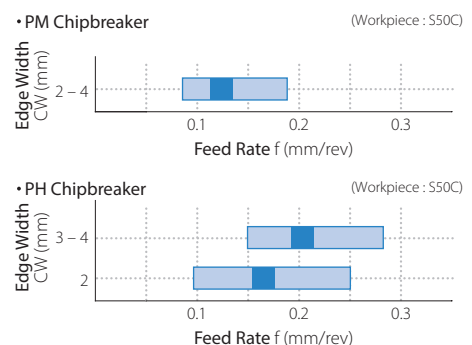 • PM Chipbreaker (Workpiece : S50C)
Edge Width
CW (mm)
2 – 4
0.1 0.2 0.3
Feed Rate f (mm/rev)
• PH Chipbreaker (Workpiece : S50C)
Edge Width
CW (mm)
3 – 4
2
0.1 0.2 0.3
Feed Rate f (mm/rev)